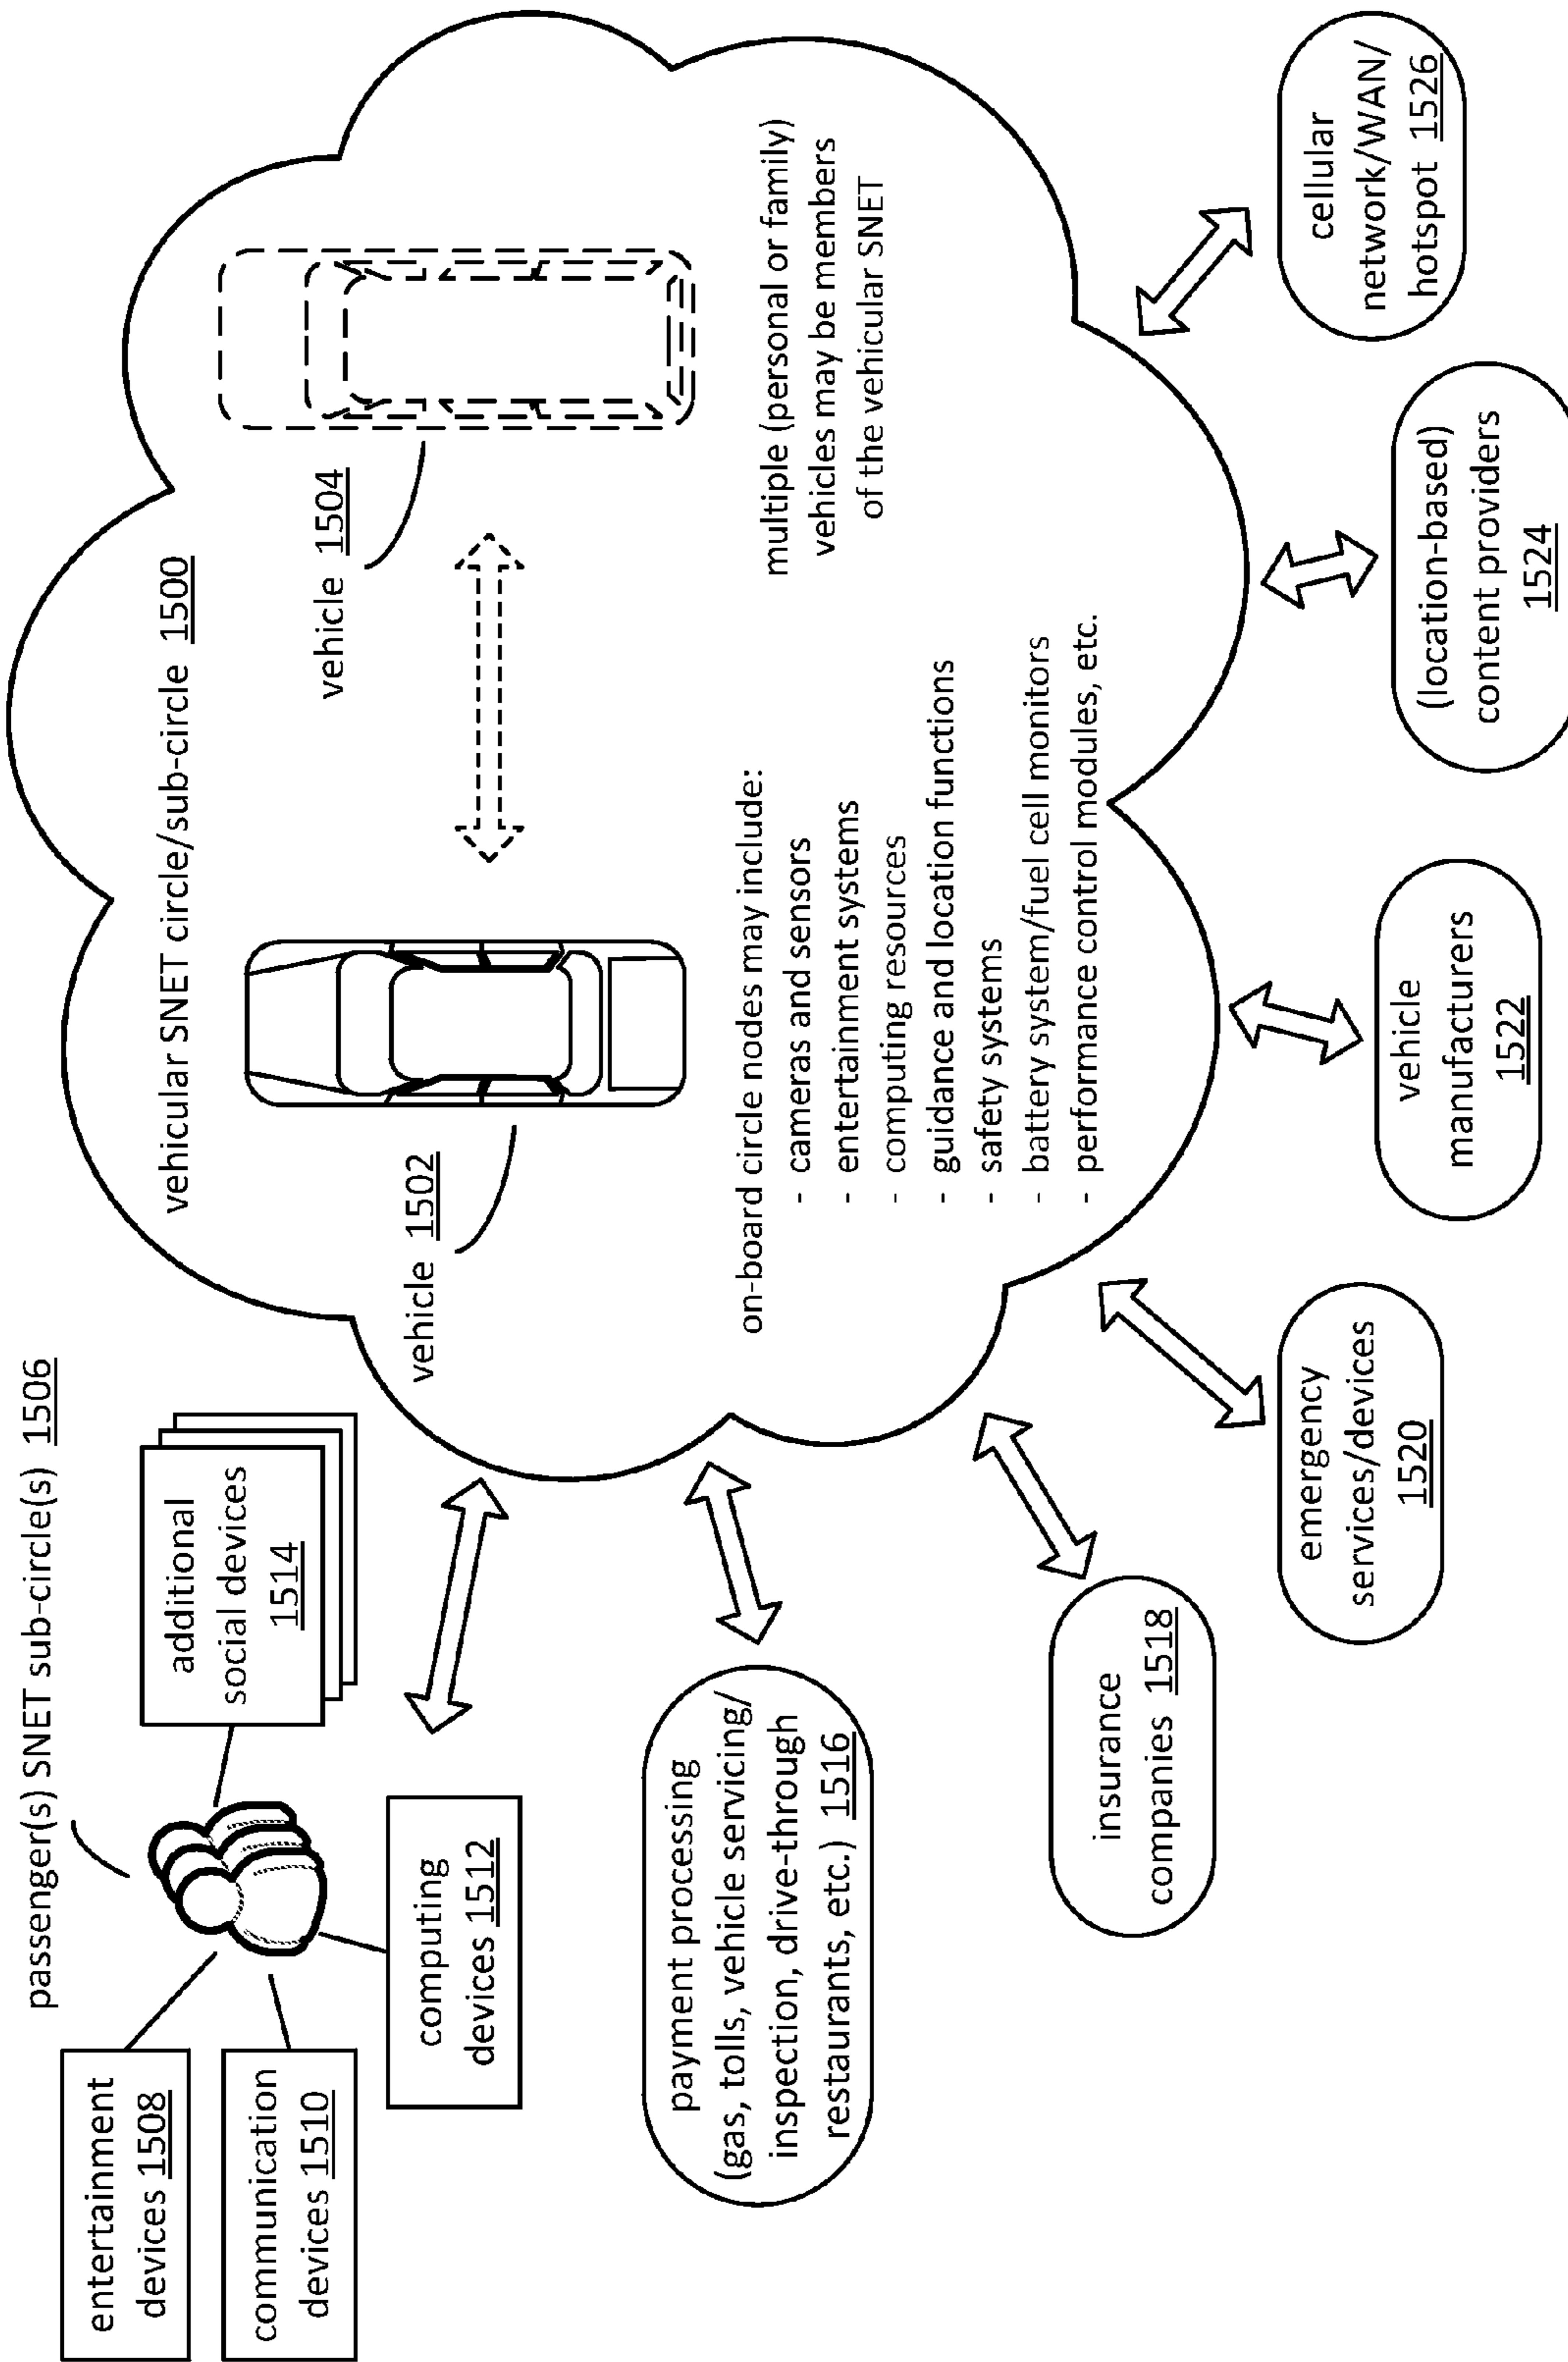 passenger(s) SNET sub-circle(s) 1506
entertainment
devices 1508
communication
devices 1510
computing
devices 1512
additional
social devices
1514
vehicular SNET circle/sub-circle 1500
vehicle 1502
vehicle 1504
on-board circle nodes may include:
- cameras and sensors
- entertainment systems
- computing resources
- guidance and location functions
- safety systems
- battery system/fuel cell monitors
- performance control modules, etc.
multiple (personal or family)
vehicles may be members
of the vehicular SNET
payment processing
(gas, tolls, vehicle servicing/
inspection, drive-through
restaurants, etc.) 1516
insurance
companies 1518
emergency
services/devices
1520
vehicle
manufacturers
1522
(location-based)
content providers
1524
cellular
network/WAN/
hotspot 1526